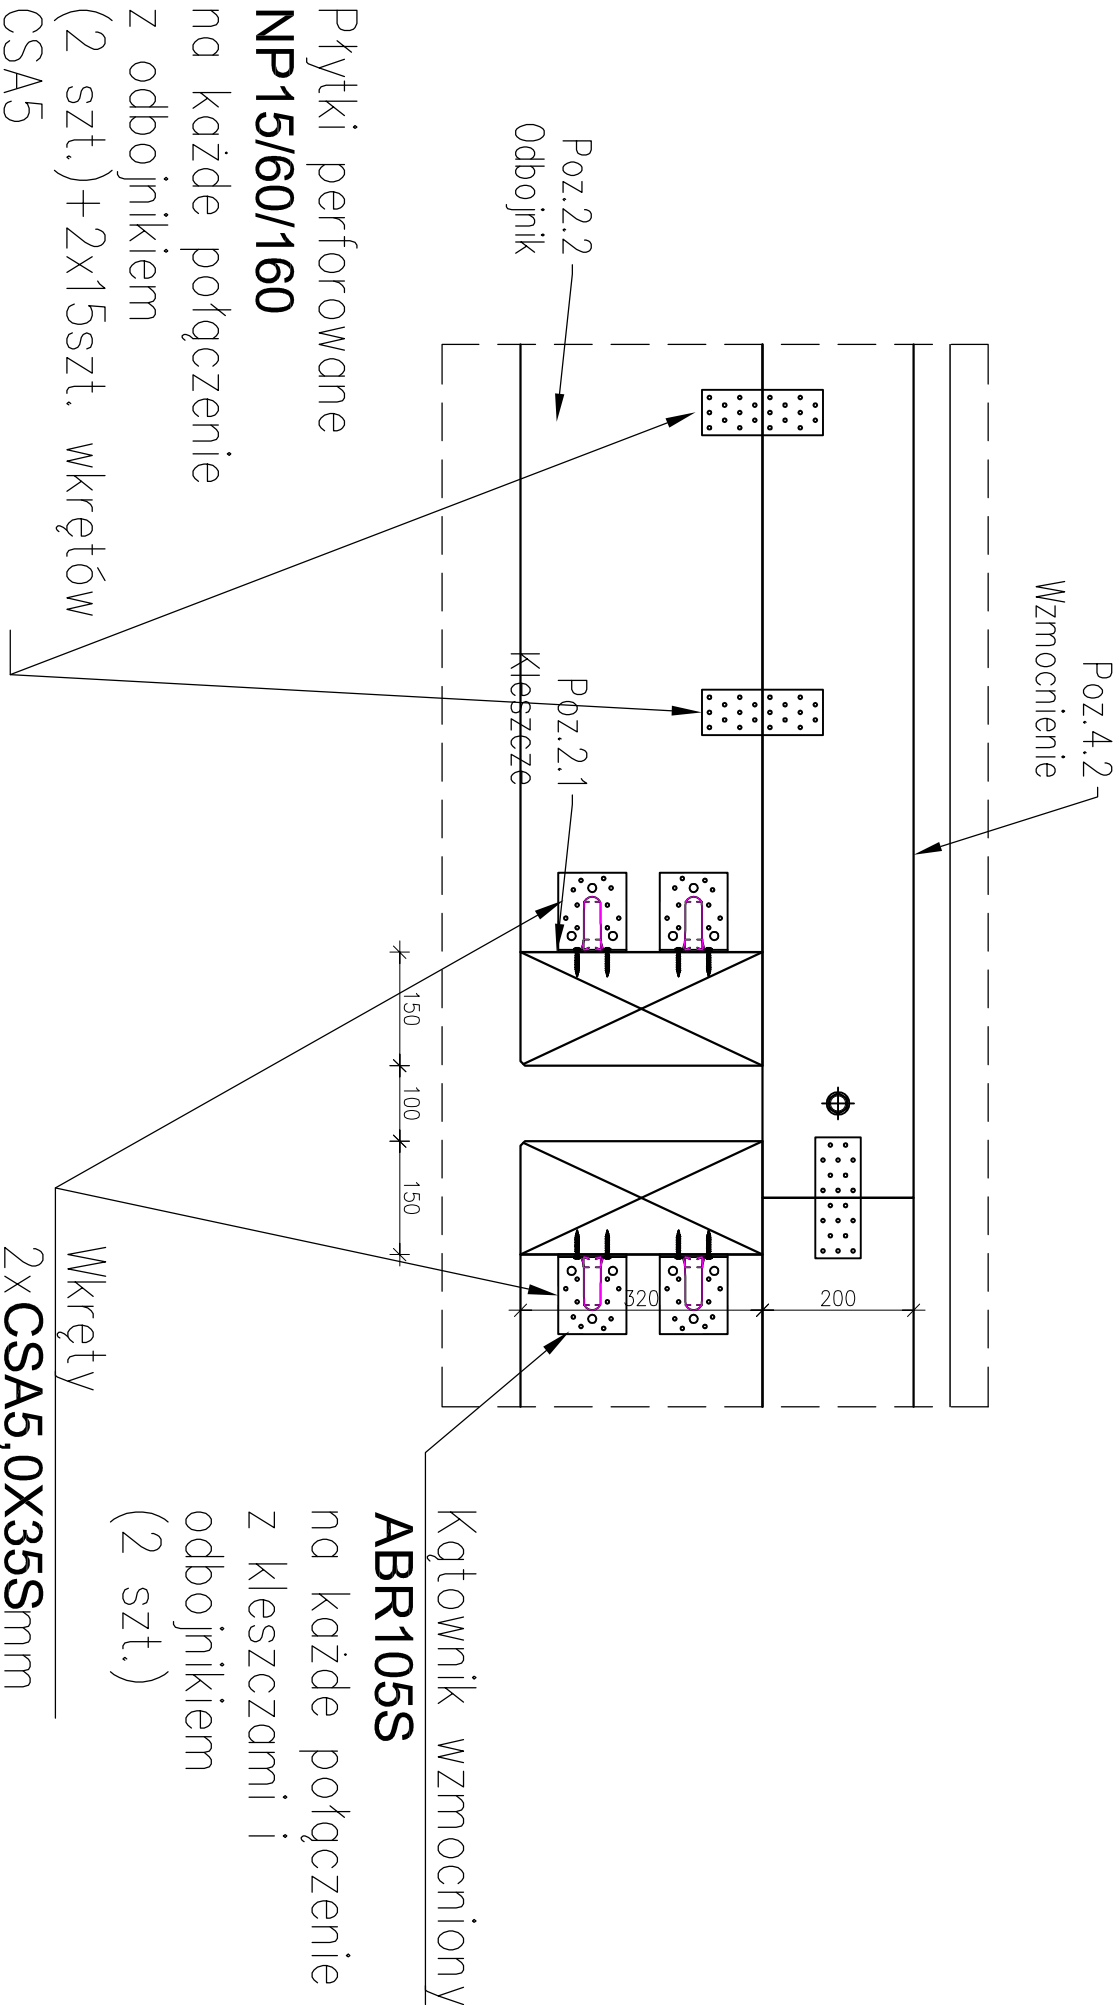 Poz.4.2
Wzmocnienie
Poz.2.2
Odbojnik
Poz.2.1
Kleszcze
150
100
150
320
200
Płytki perforowane
NP15/60/160
na każde połączenie
z odbojnikiem
(2 szt.)+2x15szt. wkrętów
CSA5
Kątownik wzmocniony
ABR105S
na każde połączenie
z kleszczami i
odbojnikiem
(2 szt.)
Wkręty
2xCSA5,0X35Smm